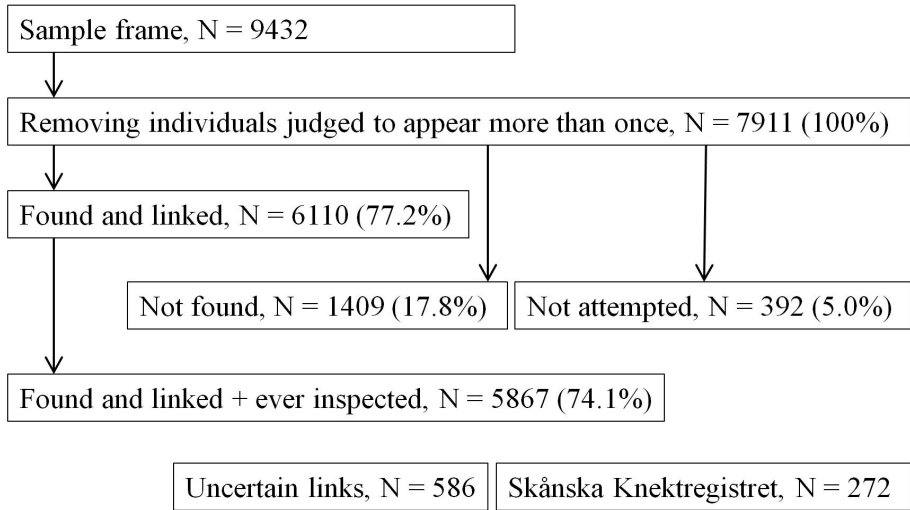 Sample frame, N = 9432
Removing individuals judged to appear more than once, N = 7911 (100%)
Found and linked, N = 6110 (77.2%)
Not found, N = 1409 (17.8%)
Not attempted, N = 392 (5.0%)
Found and linked + ever inspected, N = 5867 (74.1%)
Uncertain links, N = 586
Skånska Knektregistret, N = 272